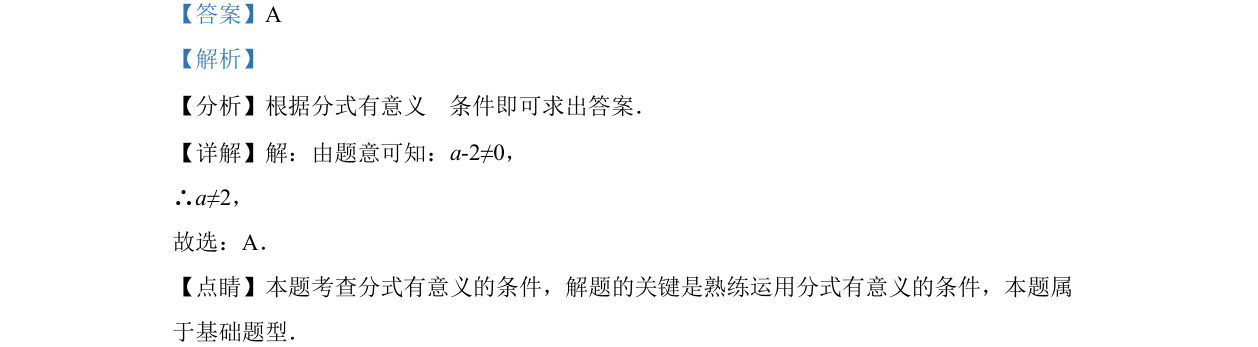 【答案】A
【解析】
【分析】根据分式有意义　条件即可求出答案．
【详解】解：由题意可知：a-2≠0，
∴a≠2，
故选：A．
【点睛】本题考查分式有意义的条件，解题的关键是熟练运用分式有意义的条件，本题属
于基础题型．